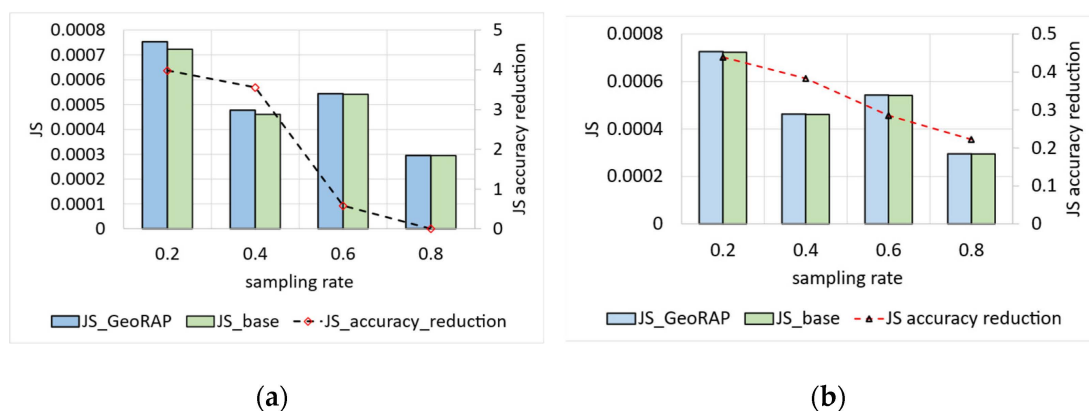 0.0008
0.0007
0.0006
0.0005
0.0004
0.0003
0.0002
0.0001
0
JS
5
4
3
2
1
0
JS accuracy reduction
0.2 0.4 0.6 0.8
sampling rate
JS_GeoRAP JS_base JS_accuracy_reduction
(a)
0.0008
0.0006
0.0004
0.0002
0
JS
0.5
0.4
0.3
0.2
0.1
0
JS accuracy reduction
0.2 0.4 0.6 0.8
sampling rate
JS_GeoRAP JS_base JS accuracy reduction
(b)